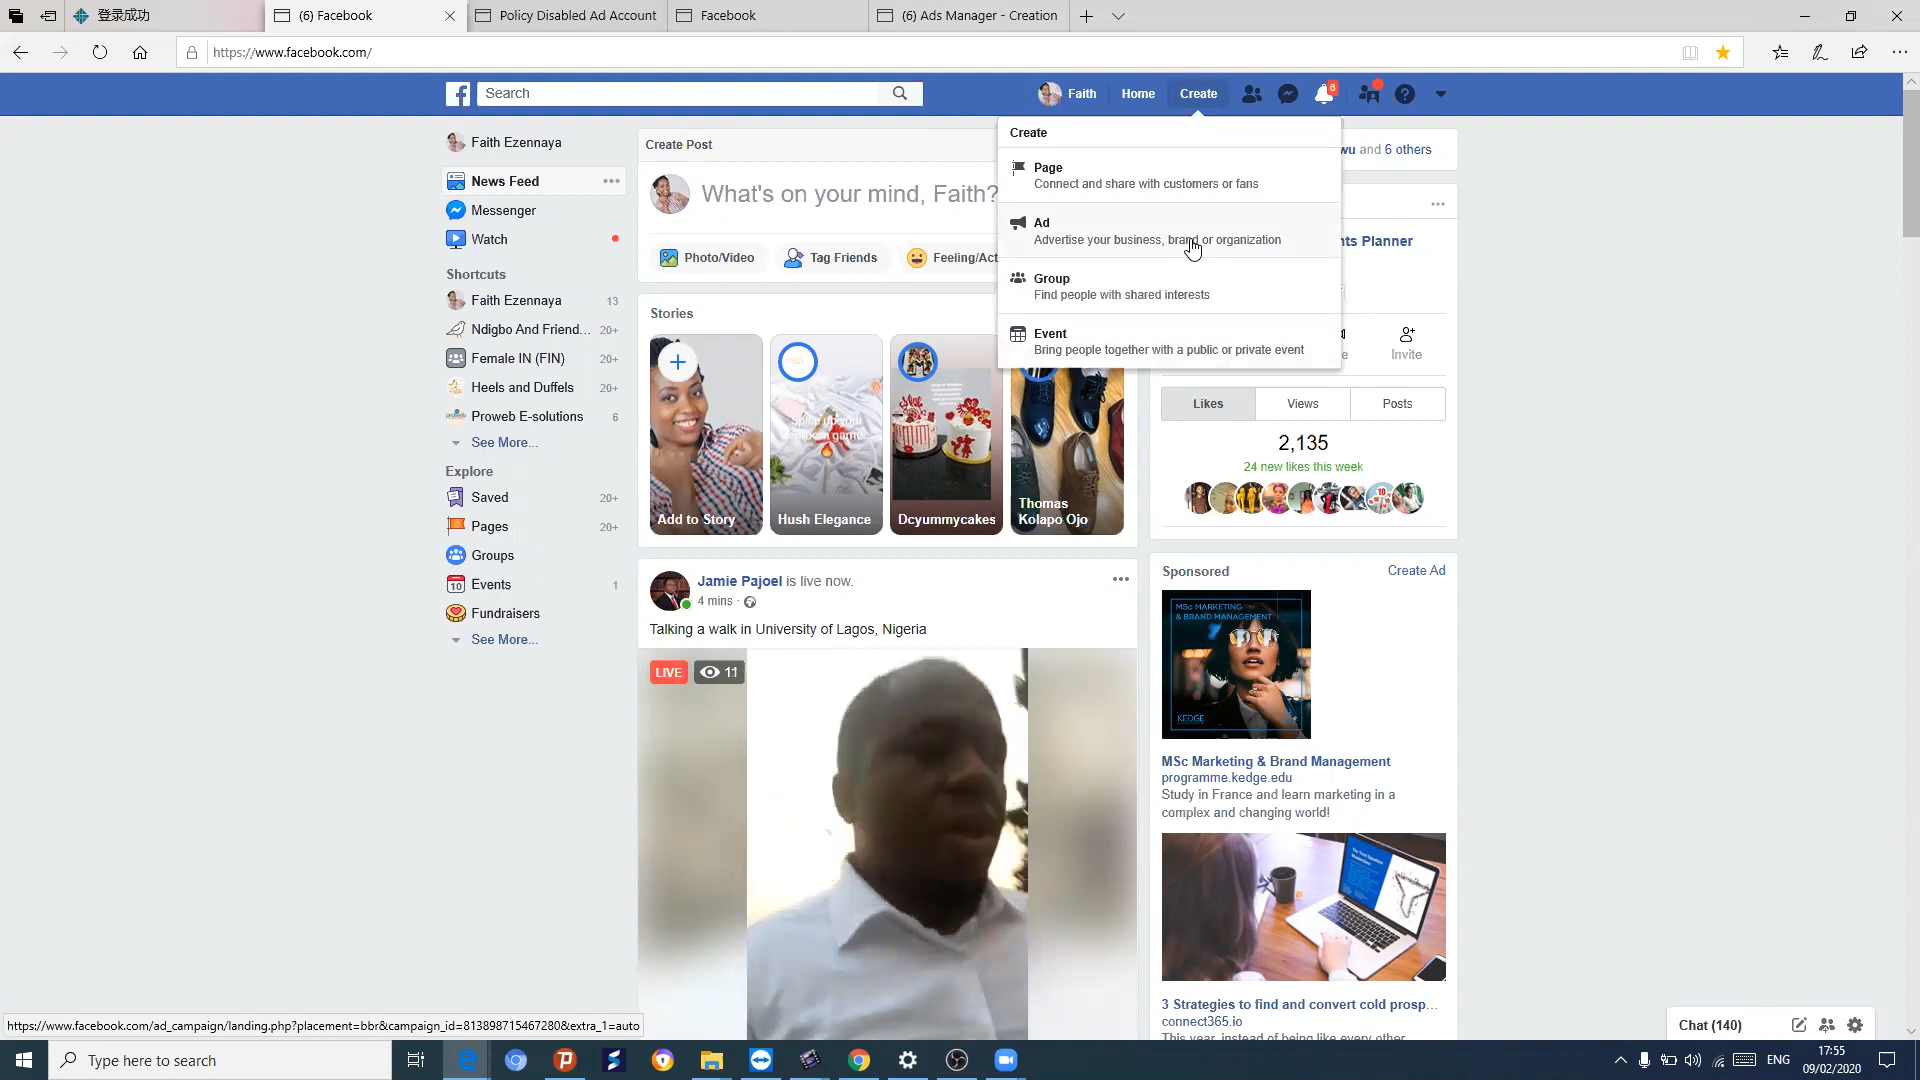 登录成功
(6) Facebook
Policy Disabled Ad Account
Facebook
(6) Ads Manager - Creation
https://www.facebook.com/
Search
Faith
Home
Create
6
Faith Ezennaya
News Feed
Messenger
Watch
Shortcuts
Faith Ezennaya 13
Ndigbo And Friend... 20+
Female IN (FIN) 20+
Heels and Duffels 20+
Proweb E-solutions 6
See More...
Explore
Saved 20+
Pages 20+
Groups
Events 1
Fundraisers
See More...
Create Post
What's on your mind, Faith?
Photo/Video
Tag Friends
Feeling/Act
Create
Page
Connect and share with customers or fans
Ad
Advertise your business, brand or organization
Group
Find people with shared interests
Event
Bring people together with a public or private event
Stories
Add to Story
Hush Elegance
Dcyummycakes
Thomas
Kolapo Ojo
Jamie Pajoel is live now.
4 mins ·
Talking a walk in University of Lagos, Nigeria
LIVE
11
wu and 6 others
nts Planner
Invite
Likes
Views
Posts
2,135
24 new likes this week
Sponsored
Create Ad
MSc MARKETING
& BRAND MANAGEMENT
KEDGE
MSc Marketing & Brand Management
programme.kedge.edu
Study in France and learn marketing in a
complex and changing world!
3 Strategies to find and convert cold prosp...
connect365.io
This year, instead of being like every other
Chat (140)
https://www.facebook.com/ad_campaign/landing.php?placement=bbr&campaign_id=813898715467280&extra_1=auto
Type here to search
ENG
17:55
09/02/2020